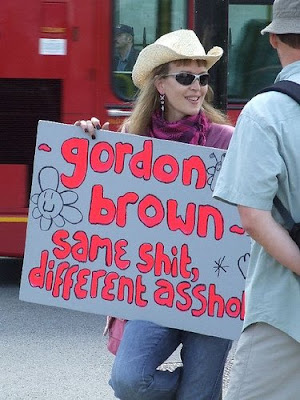 ~gordon
brown~
same shit,
different asshol